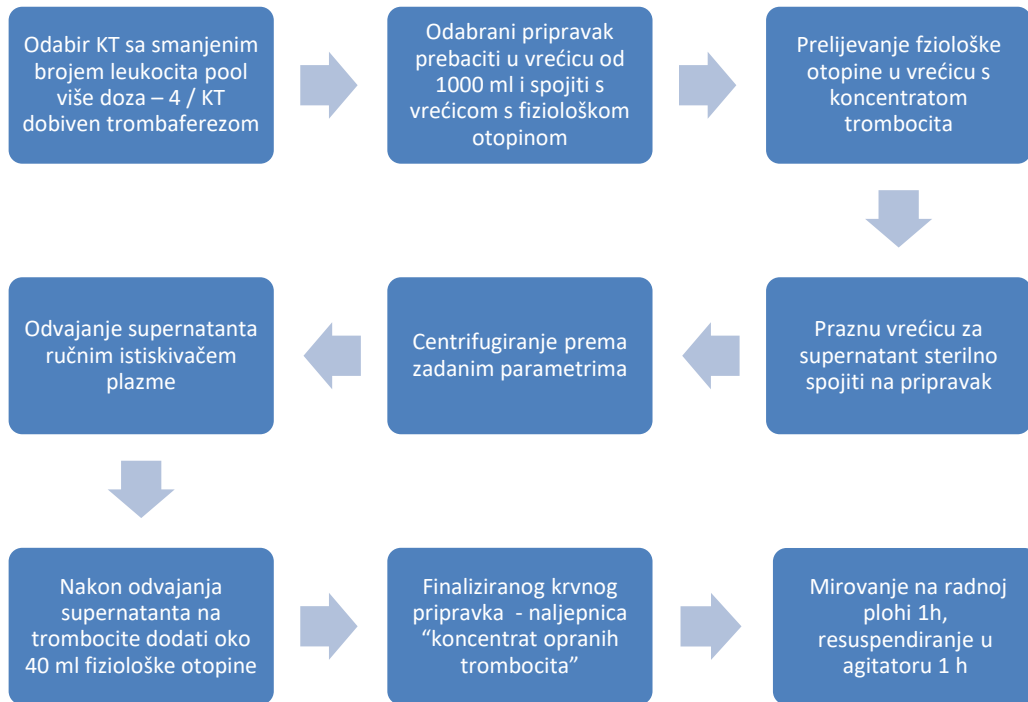 Odabir KT sa smanjenim
brojem leukocita pool
više doza – 4 / KT
dobiven trombaferezom
Odabrani pripravak
prebaciti u vrećicu od
1000 ml i spojiti s
vrećicom s fiziološkom
otopinom
Prelijevanje fziološke
otopine u vrećicu s
koncentratom
trombocita
Praznu vrećicu za
supernatant sterilno
spojiti na pripravak
Centrifugiranje prema
zadanim parametrima
Odvajanje supernatanta
ručnim istiskivačem
plazme
Nakon odvajanja
supernatanta na
trombocite dodati oko
40 ml fiziološke otopine
Finaliziranog krvnog
pripravka - naljepnica
“koncentrat opranih
trombocita”
Mirovanje na radnoj
plohi 1h,
resuspendiranje u
agitatoru 1 h